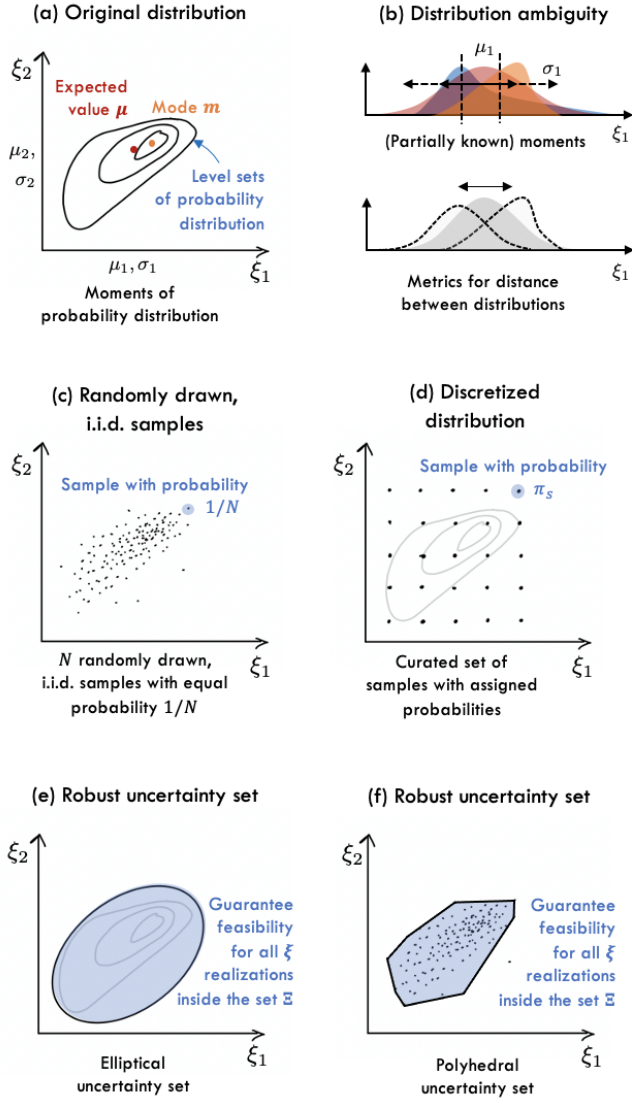 (a) Original distribution
ξ2
Expected
value μ
Mode m
μ2,
σ2
Level sets
of probability
distribution
μ1, σ1
ξ1
Moments of
probability distribution
(b) Distribution ambiguity
μ1
σ1
(Partially known) moments
ξ1
ξ1
Metrics for distance
between distributions
(c) Randomly drawn,
i.i.d. samples
ξ2
Sample with probability
1/N
ξ1
N randomly drawn,
i.i.d. samples with equal
probability 1/N
(d) Discretized
distribution
ξ2
Sample with probability
πs
ξ1
Curated set of
samples with assigned
probabilities
(e) Robust uncertainty set
ξ2
Guarantee
feasibility
for all ξ
realizations
inside the set Ξ
ξ1
Elliptical
uncertainty set
(f) Robust uncertainty set
ξ2
Guarantee
feasibility
for all ξ
realizations
inside the set Ξ
ξ1
Polyhedral
uncertainty set